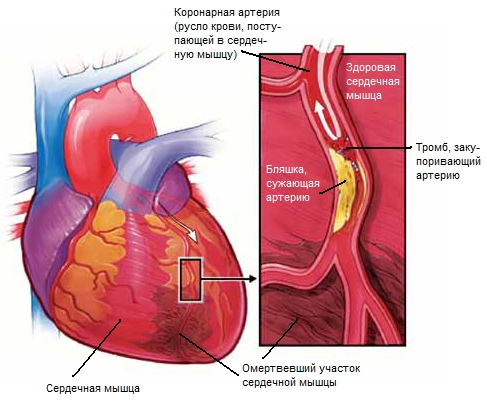 Коронарная артерия
(русло крови, посту-
пающей в сердеч-
ную мышцу)
Здоровая
сердечная
мышца
Тромб, заку-
поривающий
артерию
Бляшка,
сужающая
артерию
Омертвевший участок
сердечной мышцы
Сердечная мышца